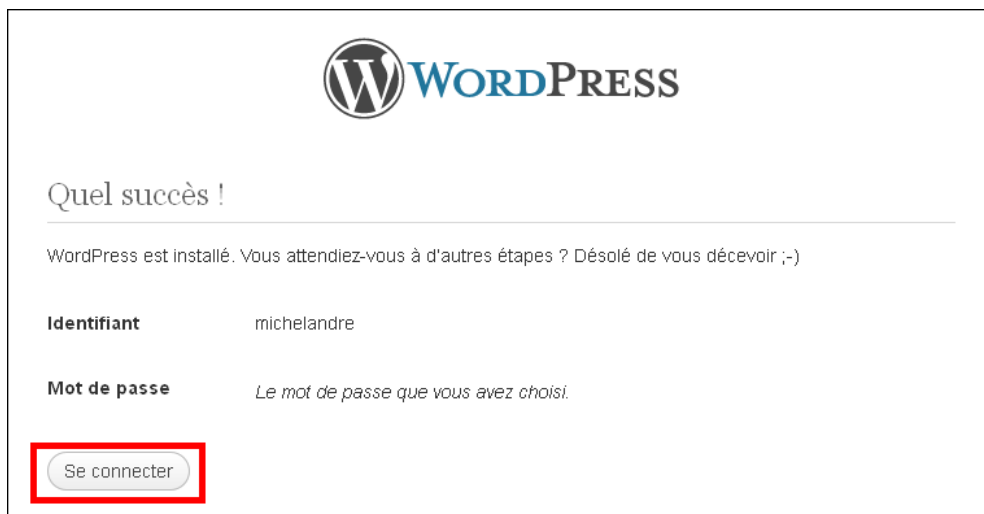 WORDPRESS
Quel succès !
WordPress est installé. Vous attendiez-vous à d'autres étapes ? Désolé de vous décevoir ;-)
Identifiant michelandre
Mot de passe Le mot de passe que vous avez choisi.
Se connecter